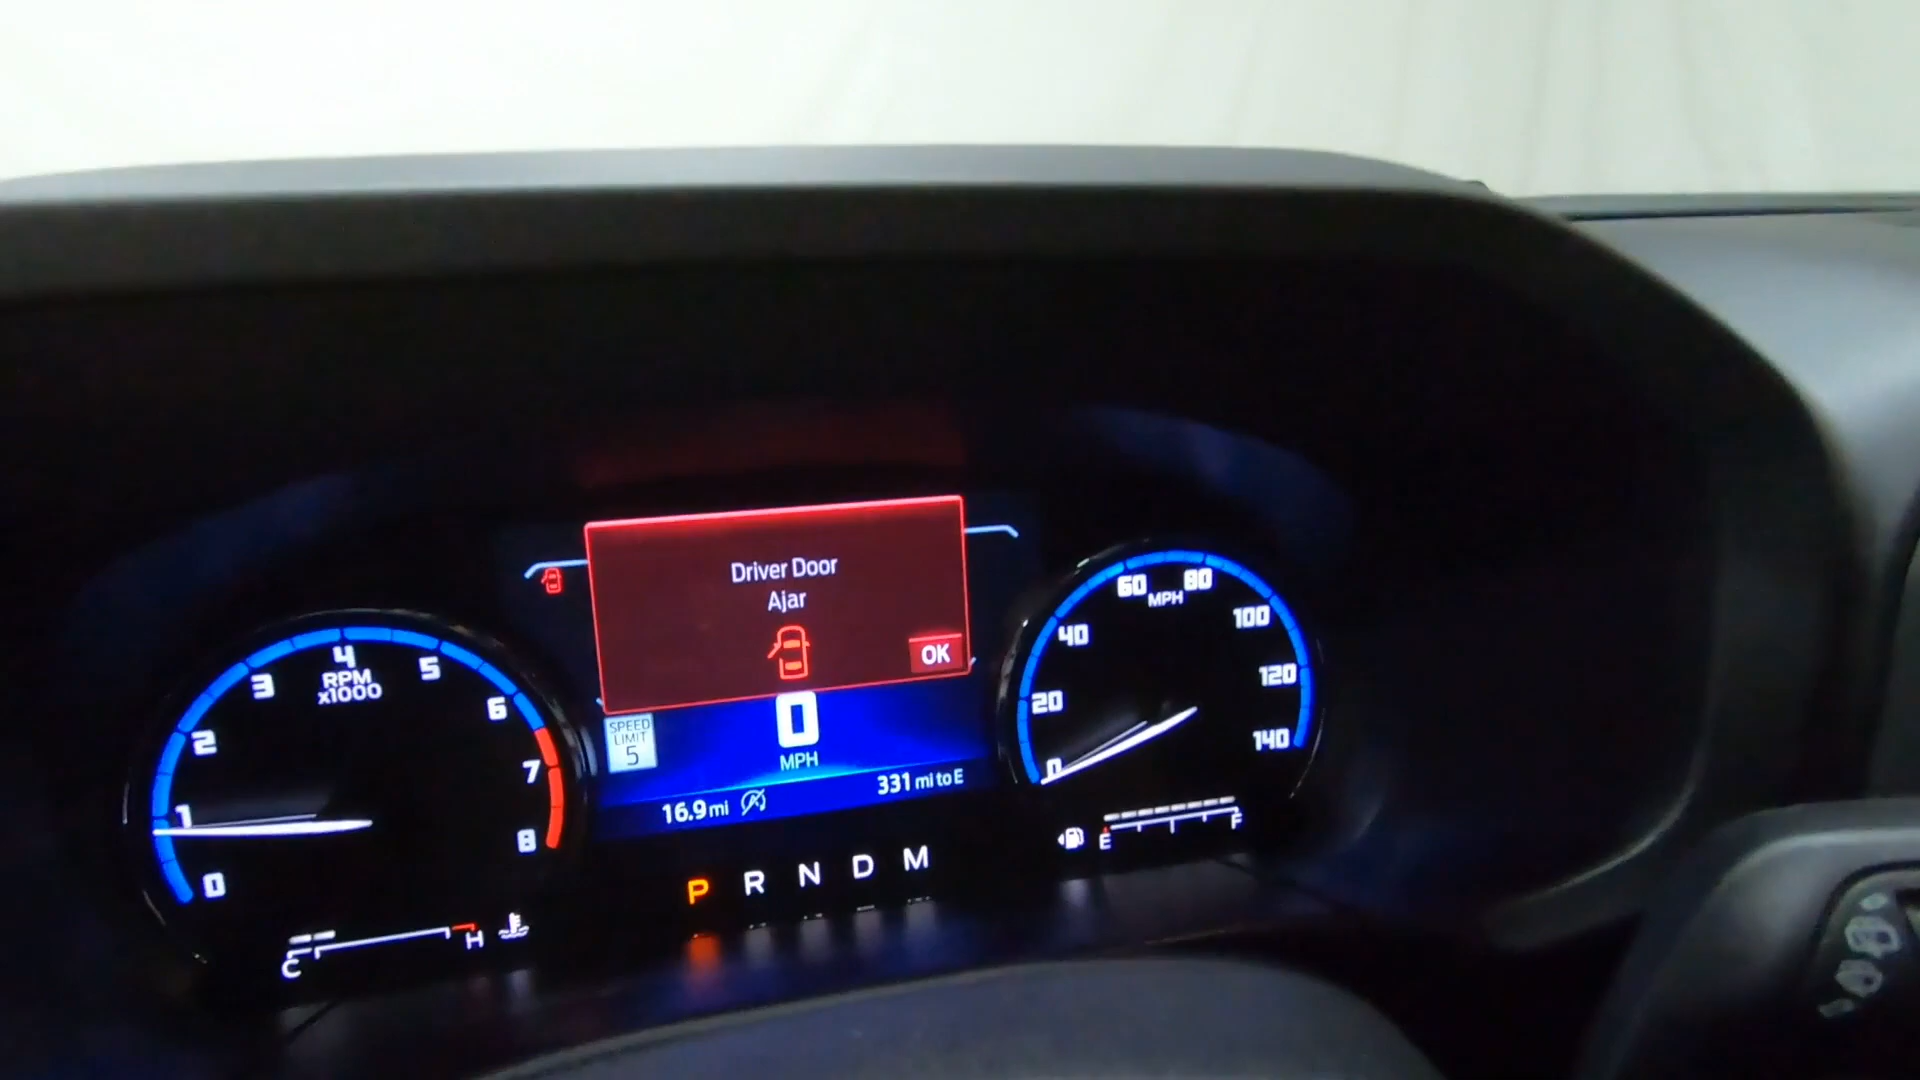 Driver Door
Ajar
OK
SPEED
LIMIT
5
0
MPH
16.9 mi
331 mi to E
P R N D M
0
1
2
3
4
5
6
7
8
RPM
x1000
C
H
0
20
40
60
80
100
120
140
MPH
E
F